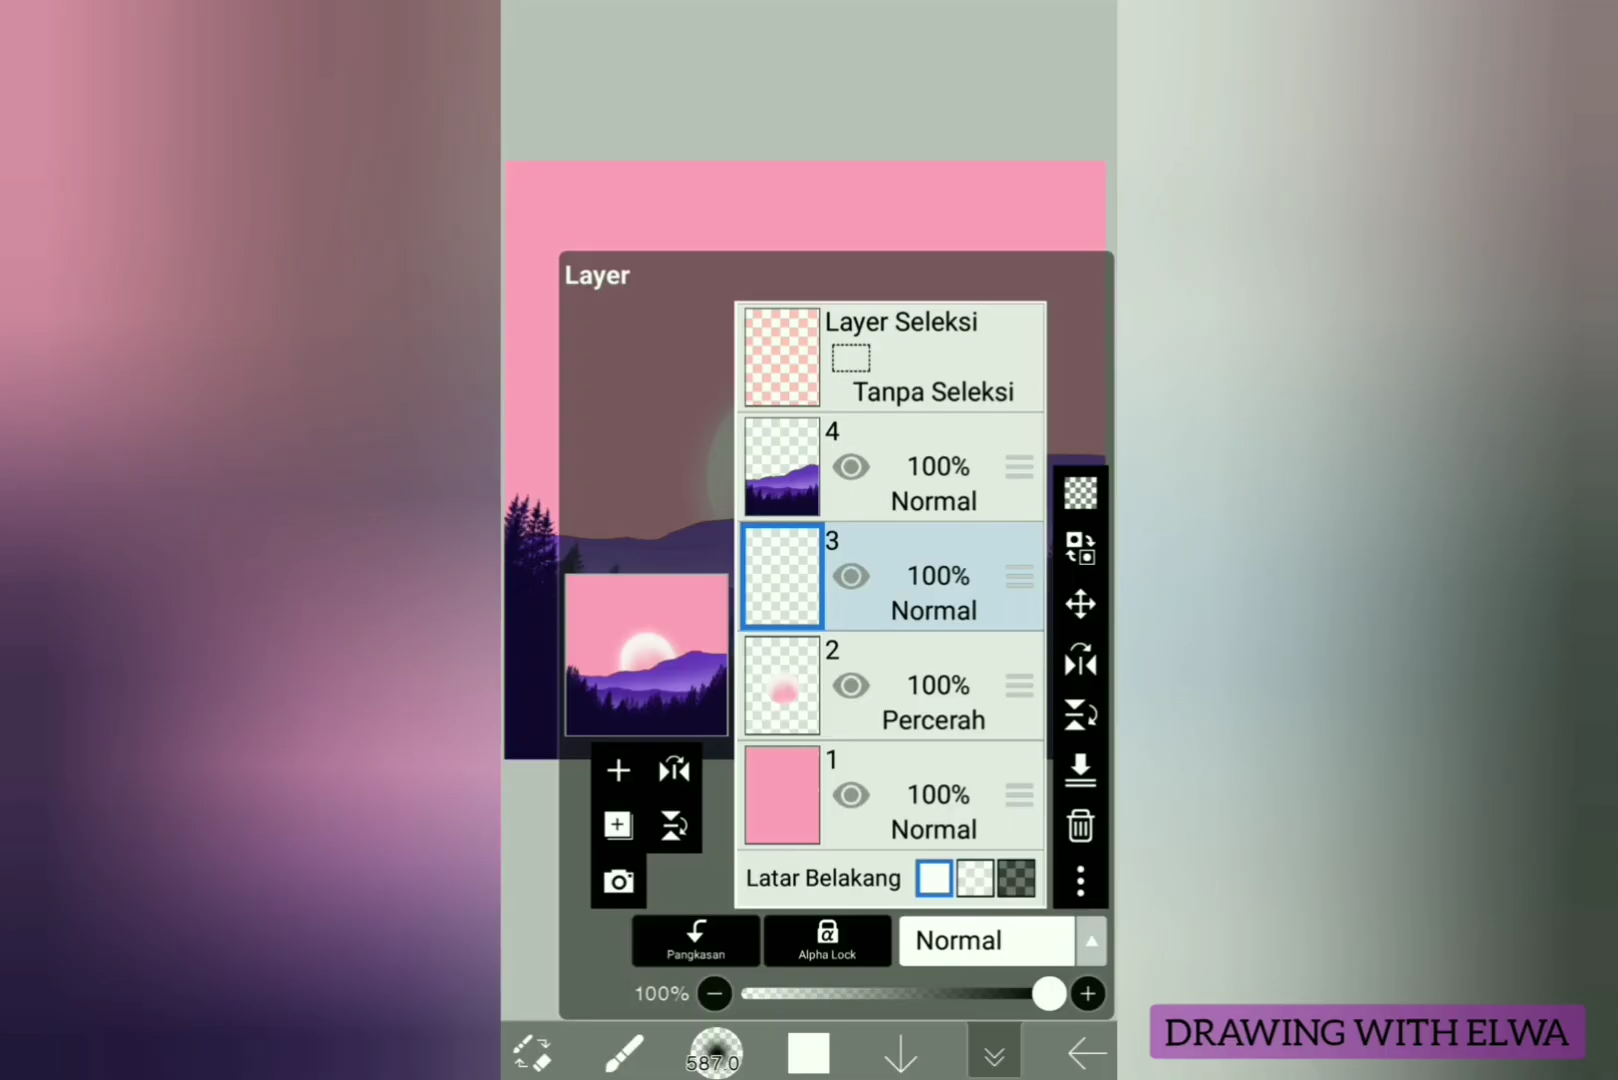 Layer
Layer Seleksi
Tanpa Seleksi
4
100%
Normal
3
100%
Normal
2
100%
Percerah
1
100%
Normal
Latar Belakang
Pangkasan
α
Alpha Lock
Normal
100%
587.0
DRAWING WITH ELWA